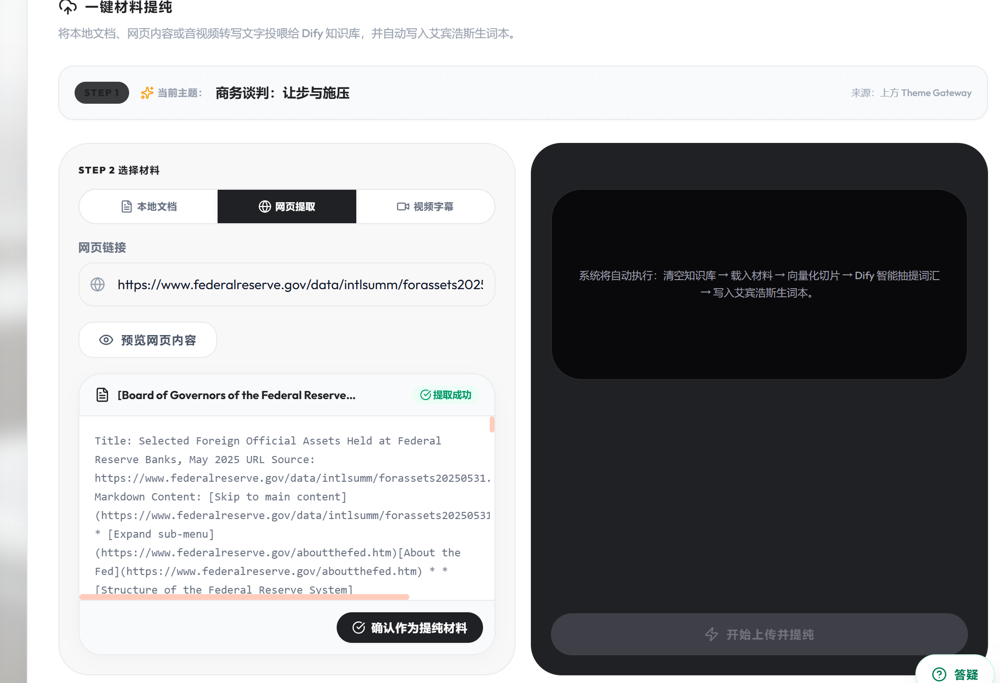 一键材料提纯
将本地文档、网页内容或音视频转写文字投喂给 Dify 知识库，并自动写入艾宾浩斯生词本。
STEP 1 当前主题： 商务谈判：让步与施压 来源：上方 Theme Gateway
STEP 2 选择材料
本地文档 网页提取 视频字幕
网页链接
https://www.federalreserve.gov/data/intlsumm/forassets2025
预览网页内容
[Board of Governors of the Federal Reserve... 提取成功
Title: Selected Foreign Official Assets Held at Federal
Reserve Banks, May 2025 URL Source:
https://www.federalreserve.gov/data/intlsumm/forassets20250531.
Markdown Content: [Skip to main content]
(https://www.federalreserve.gov/data/intlsumm/forassets20250531
* [Expand sub-menu]
(https://www.federalreserve.gov/aboutthefed.htm)[About the
Fed](https://www.federalreserve.gov/aboutthefed.htm) * *
[Structure of the Federal Reserve System]
确认作为提纯材料
系统将自动执行：清空知识库 → 载入材料 → 向量化切片 → Dify 智能抽提词汇
→ 写入艾宾浩斯生词本。
开始上传并提纯
答疑